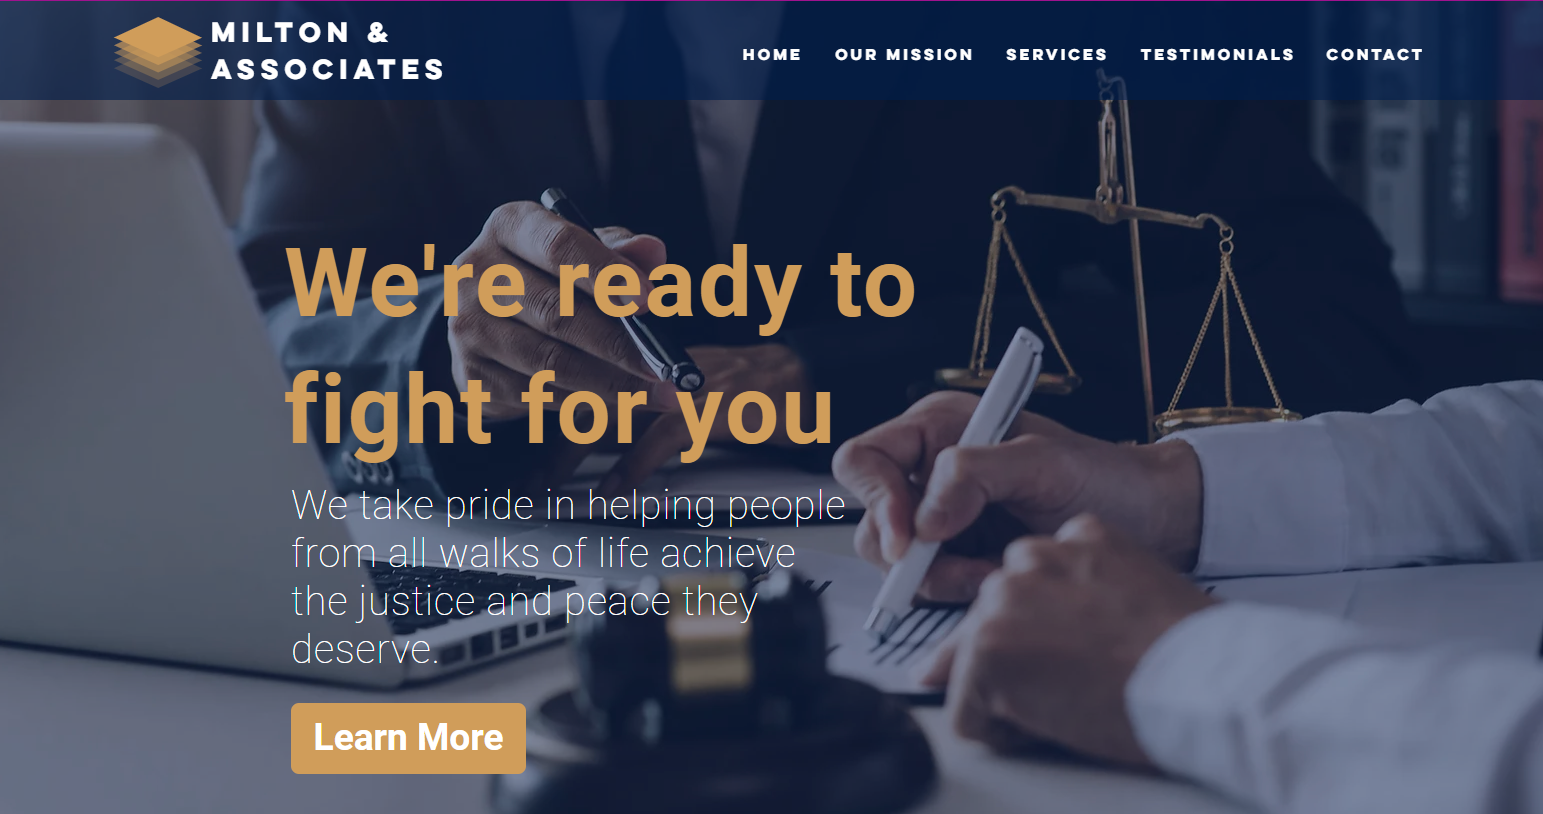 MILTON &
ASSOCIATES
HOME OUR MISSION SERVICES TESTIMONIALS CONTACT
We're ready to
fight for you
We take pride in helping people
from all walks of life achieve
the justice and peace they
deserve.
Learn More